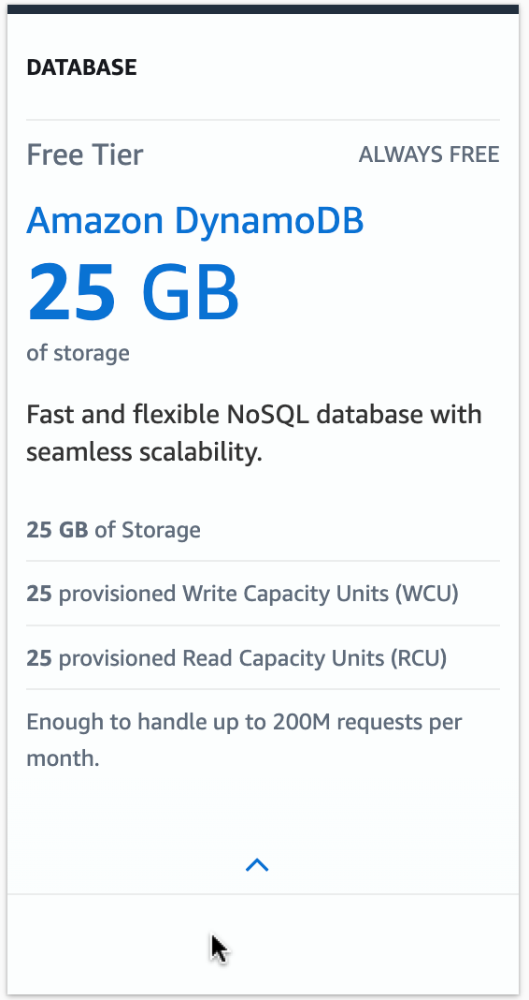 DATABASE
Free Tier
ALWAYS FREE
Amazon DynamoDB
25 GB
of storage
Fast and flexible NoSQL database with
seamless scalability.
25 GB of Storage
25 provisioned Write Capacity Units (WCU)
25 provisioned Read Capacity Units (RCU)
Enough to handle up to 200M requests per
month.